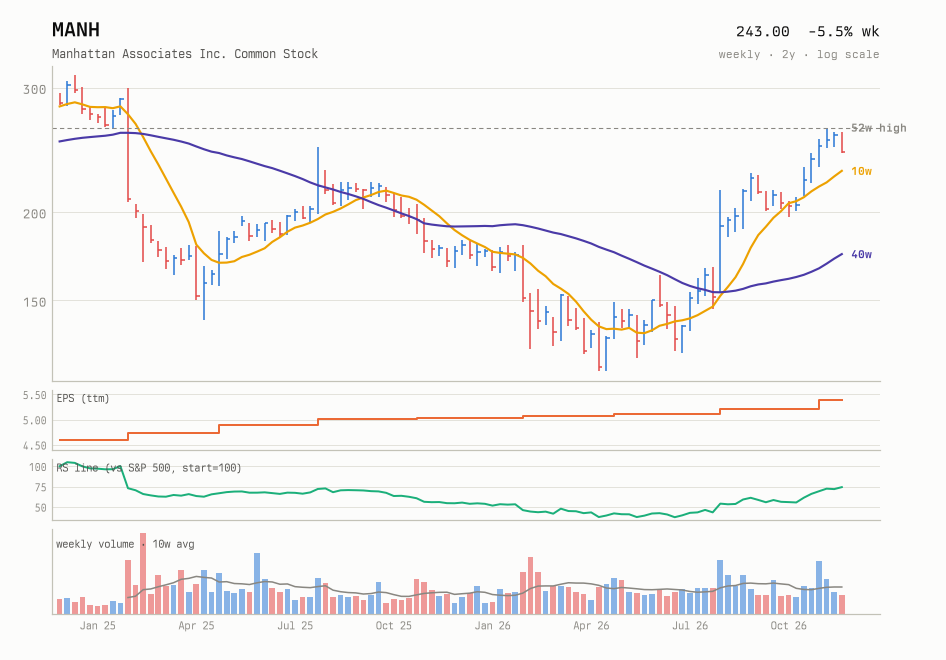 MANH
243.00 -5.5% wk
Manhattan Associates Inc. Common Stock
weekly · 2y · log scale
300
52w high
10w
200
40w
150
5.50
EPS (ttm)
5.00
4.50
100
RS line (vs S&P 500, start=100)
75
50
weekly volume · 10w avg
Jan 25
Apr 25
Jul 25
Oct 25
Jan 26
Apr 26
Jul 26
Oct 26